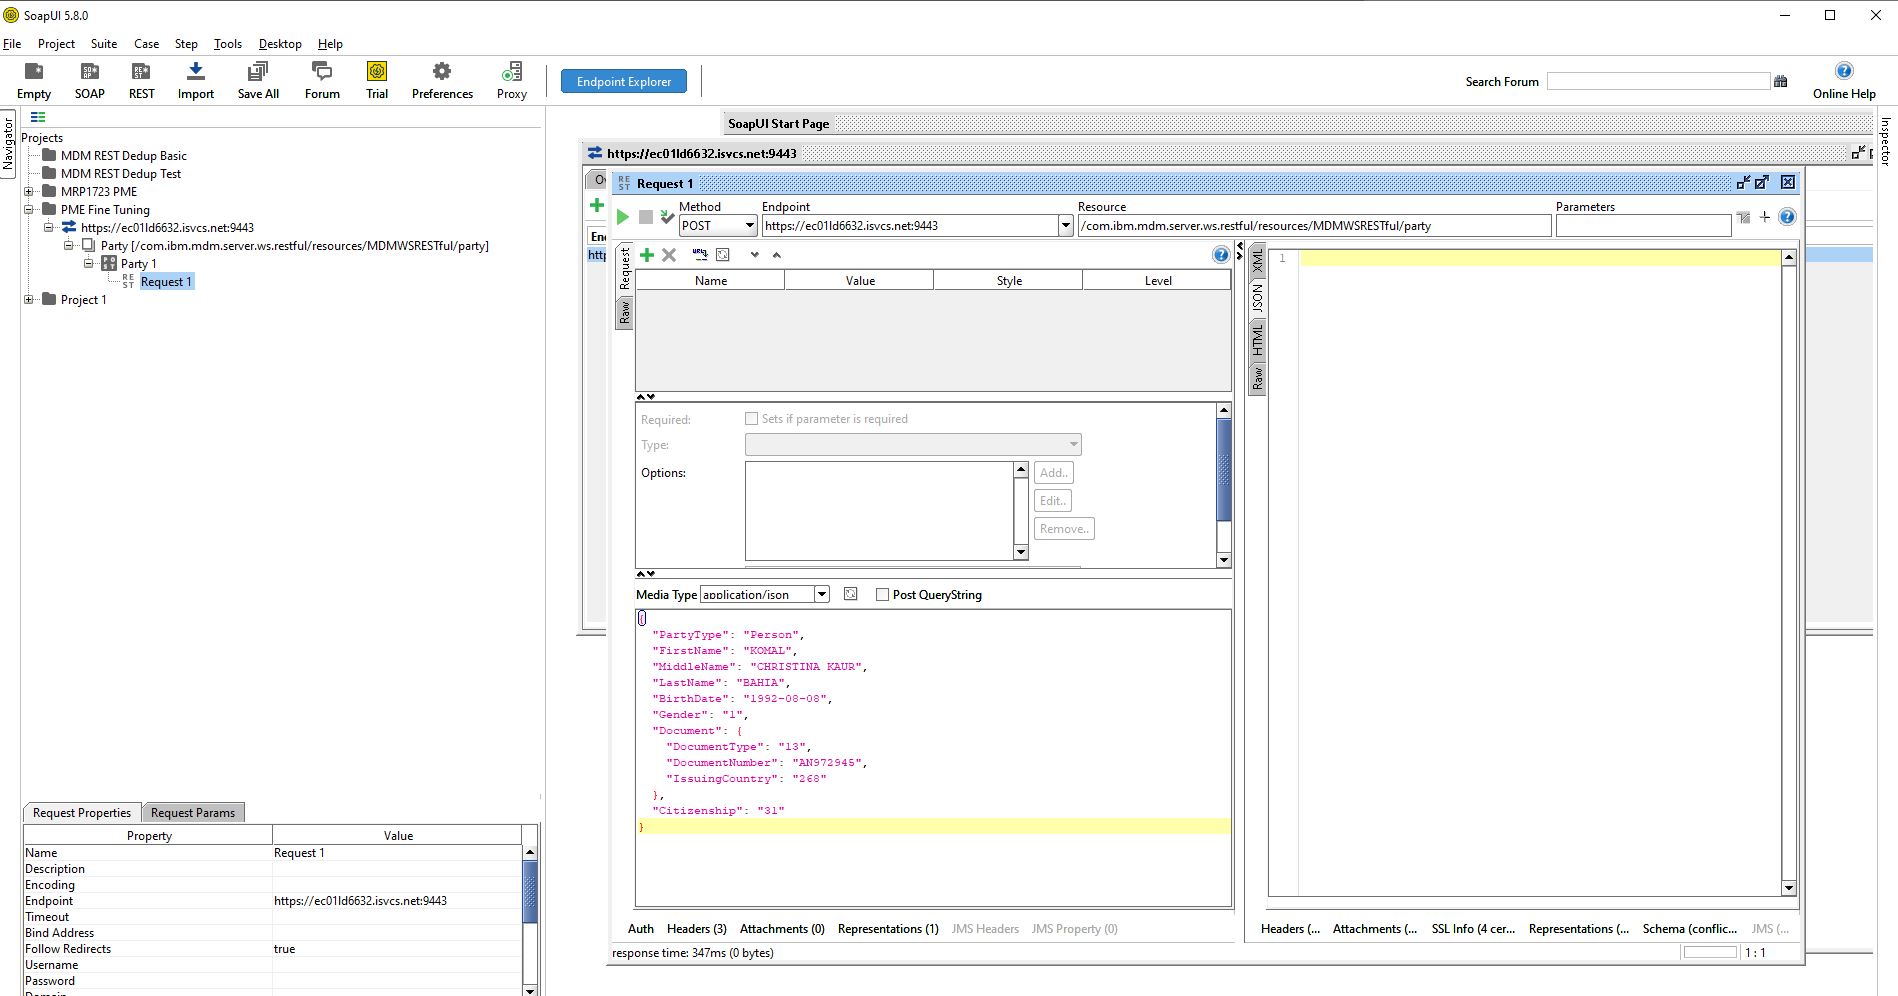 SoapUI 5.8.0
File Project Suite Case Step Tools Desktop Help
Empty SOAP REST Import Save All Forum Trial Preferences Proxy
Endpoint Explorer
Search Forum
Online Help
Navigator
Projects
MDM REST Dedup Basic
MDM REST Dedup Test
MRP1723 PME
PME Fine Tuning
https://ec01ld6632.isvcs.net:9443
Party [/com.ibm.mdm.server.ws.restful/resources/MDMWSRESTful/party]
Party 1
Request 1
Project 1
Request Properties Request Params
Property Value
Name Request 1
Description
Encoding
Endpoint https://ec01ld6632.isvcs.net:9443
Timeout
Bind Address
Follow Redirects true
Username
Password
Domain
SoapUI Start Page
https://ec01ld6632.isvcs.net:9443
Request 1
Method Endpoint Resource Parameters
POST https://ec01ld6632.isvcs.net:9443 /com.ibm.mdm.server.ws.restful/resources/MDMWSRESTful/party
Request
Raw
Name Value Style Level
Required: Sets if parameter is required
Type:
Options:
Add..
Edit..
Remove..
Media Type application/json Post QueryString
{
"PartyType": "Person",
"FirstName": "KOMAL",
"MiddleName": "CHRISTINA KAUR",
"LastName": "BAHIA",
"BirthDate": "1992-08-08",
"Gender": "1",
"Document": {
"DocumentType": "13",
"DocumentNumber": "AN972945",
"IssuingCountry": "268"
},
"Citizenship": "31"
}
Auth Headers (3) Attachments (0) Representations (1) JMS Headers JMS Property (0)
response time: 347ms (0 bytes)
XML
JSON
HTML
Raw
1
Headers (... Attachments (... SSL Info (4 cer... Representations (... Schema (conflic... JMS (...
1 : 1
Inspector